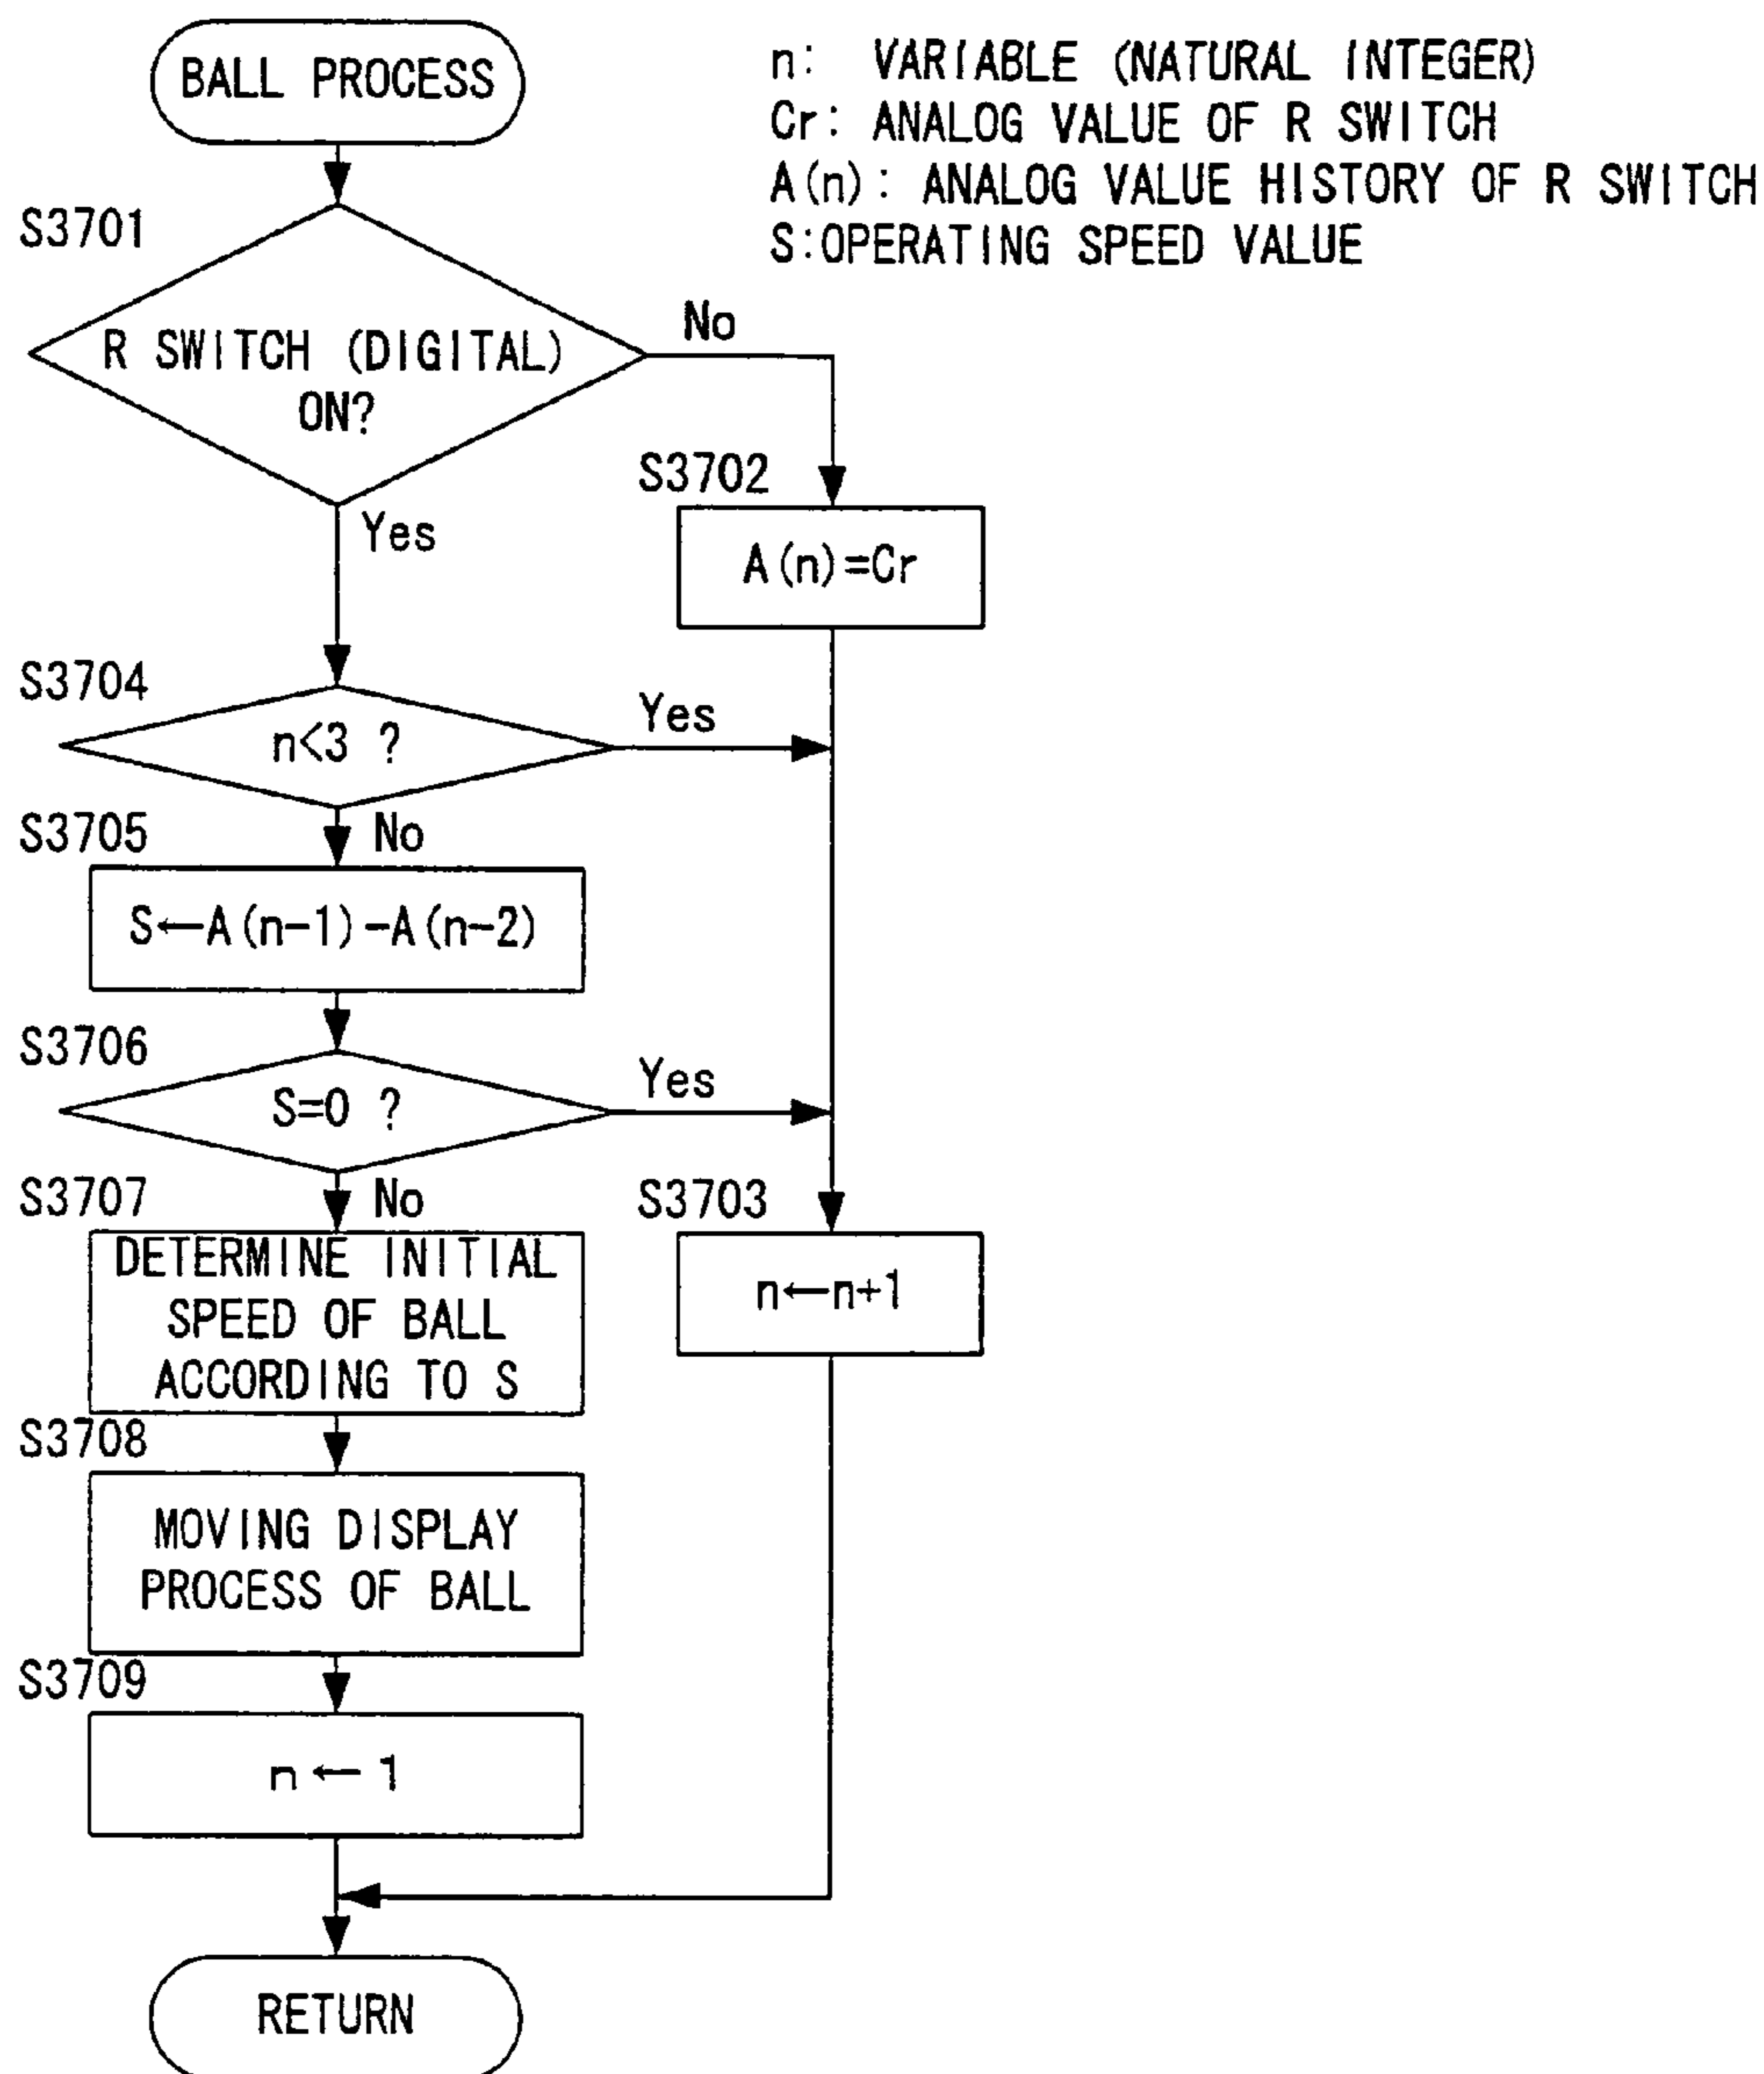 BALL PROCESS
n: VARIABLE (NATURAL INTEGER)
Cr: ANALOG VALUE OF R SWITCH
A(n): ANALOG VALUE HISTORY OF R SWITCH
S:OPERATING SPEED VALUE
S3701
R SWITCH (DIGITAL)
ON?
No
Yes
S3702
A(n)=Cr
S3704
n<3 ?
Yes
No
S3705
S←A(n-1)-A(n-2)
S3706
S=0 ?
Yes
No
S3707
DETERMINE INITIAL
SPEED OF BALL
ACCORDING TO S
S3703
n←n+1
S3708
MOVING DISPLAY
PROCESS OF BALL
S3709
n←1
RETURN